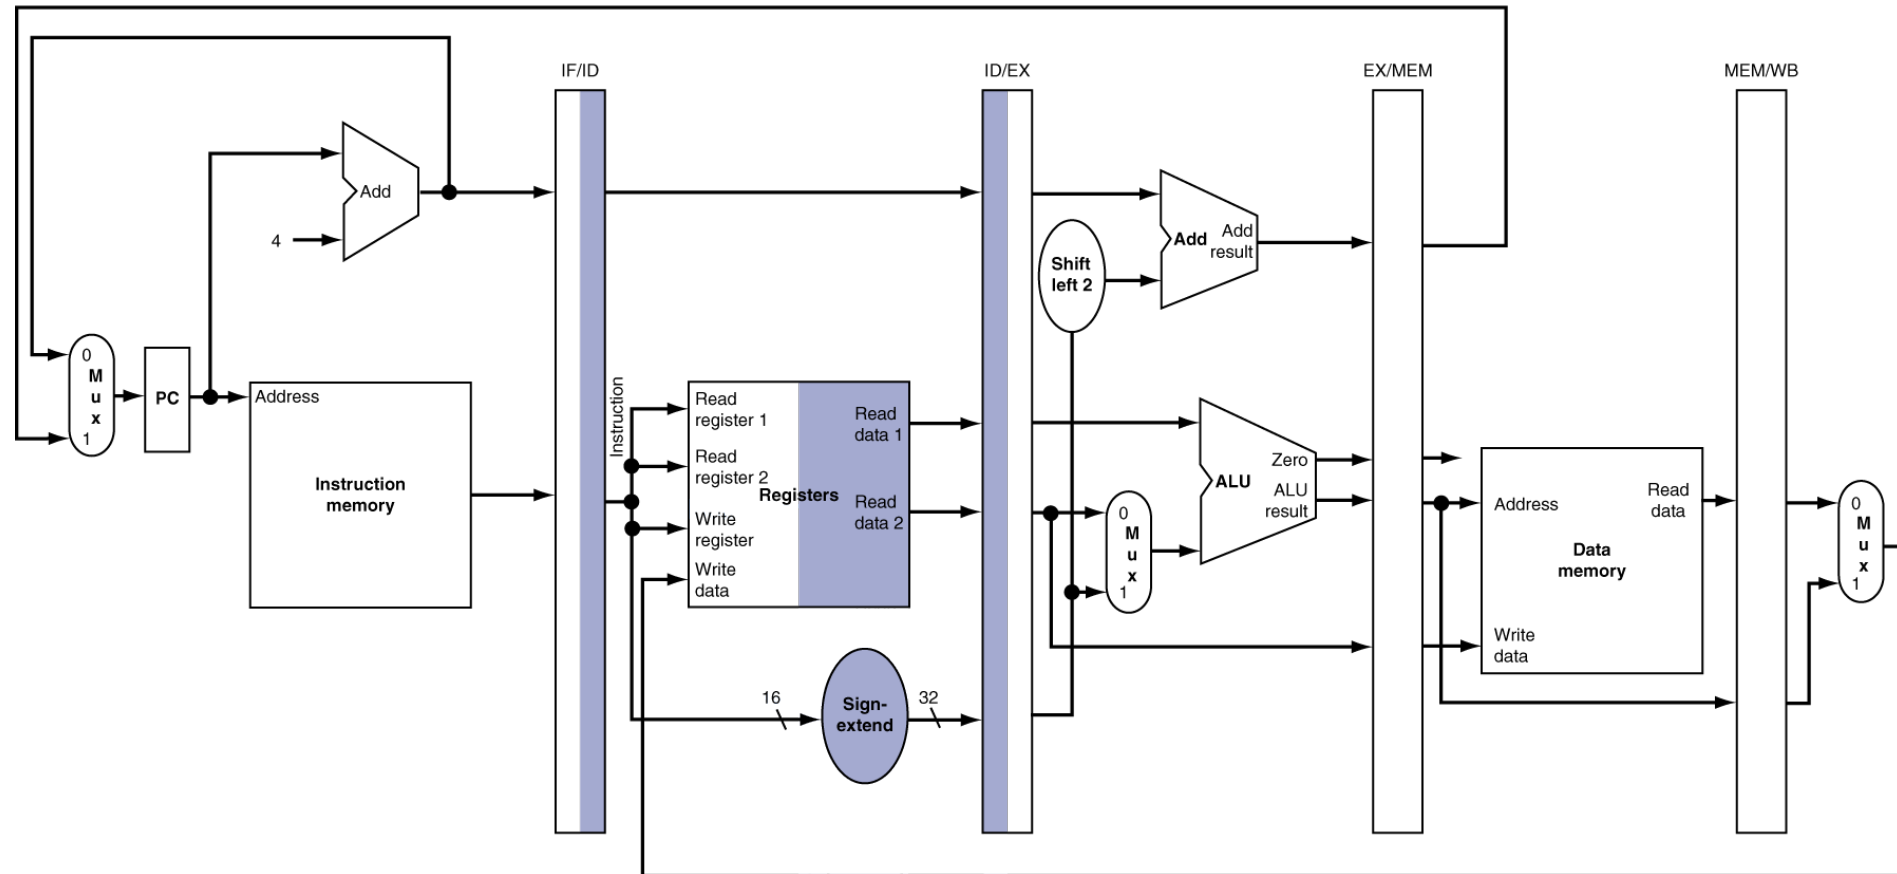 IF/ID
ID/EX
EX/MEM
MEM/WB
Add
4
Add
Add
result
Shift
left 2
0
M
u
x
1
PC
Address
Instruction
memory
Instruction
Read
register 1
Read
register 2
Write
register
Write
data
Registers
Read
data 1
Read
data 2
16
Sign-
extend
32
0
M
u
x
1
Zero
ALU
ALU
result
Address
Read
data
Data
memory
Write
data
0
M
u
x
1